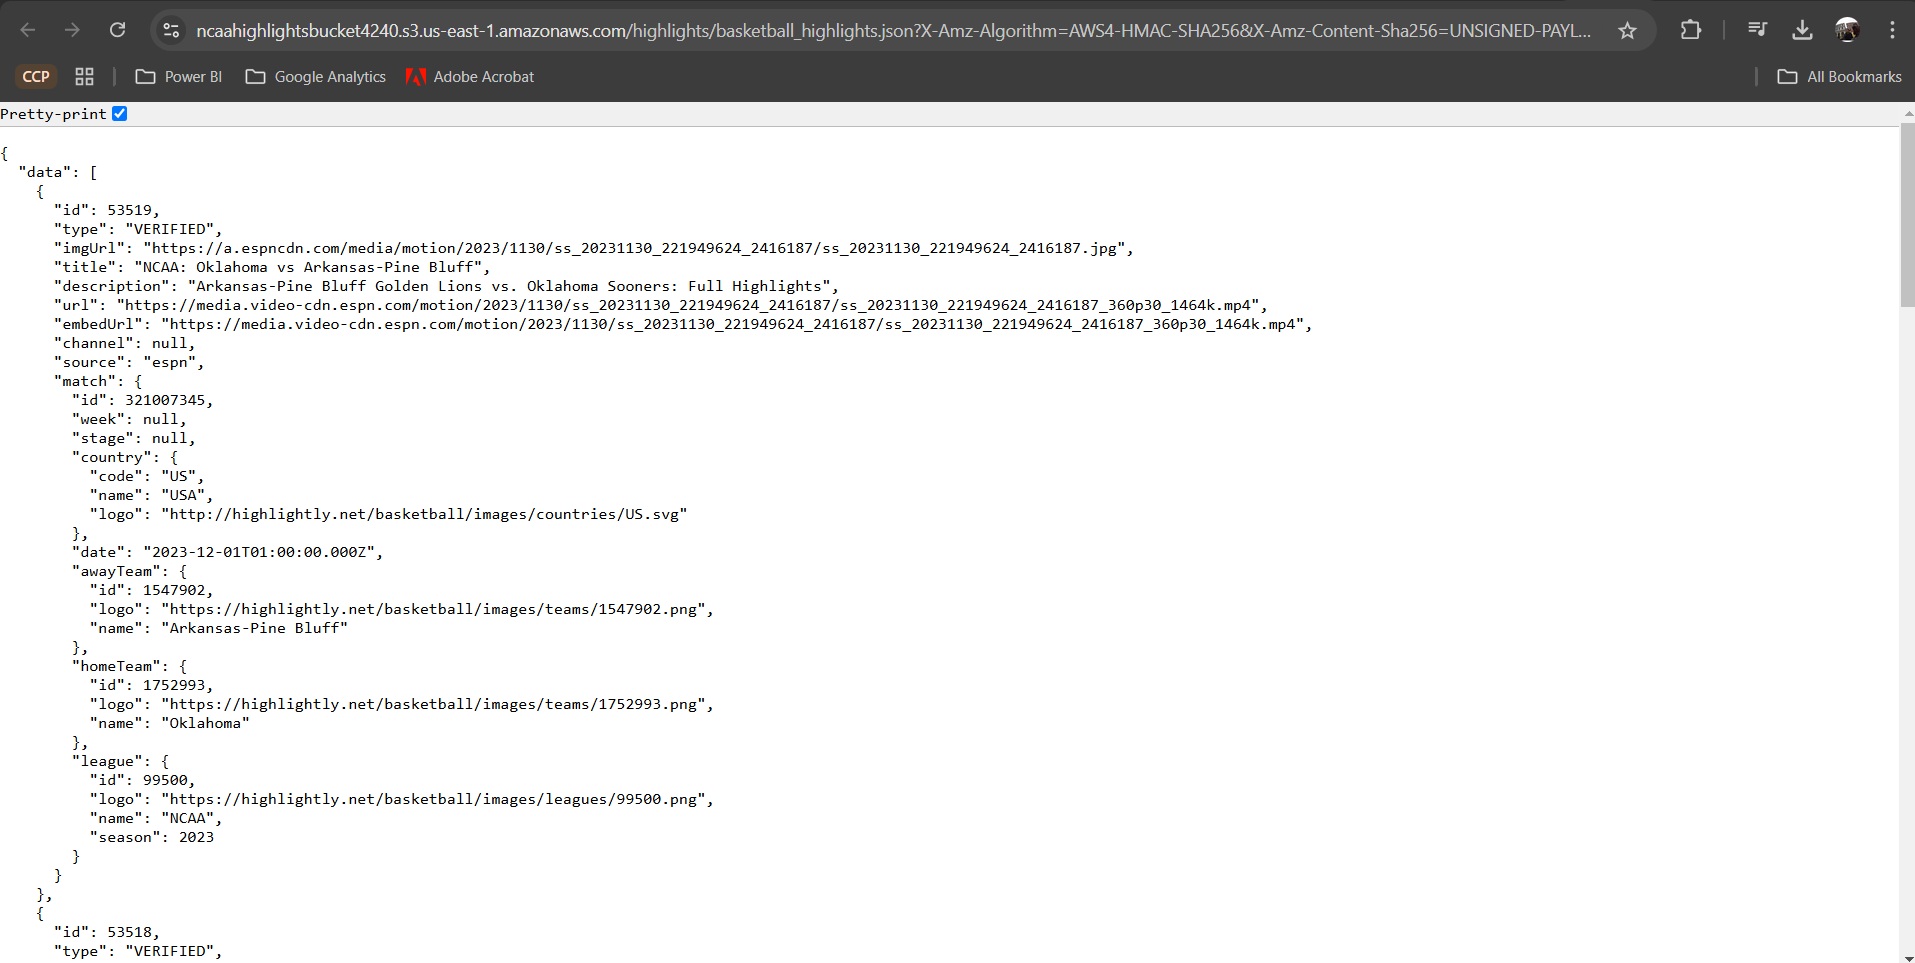 ncaahighlightsbucket4240.s3.us-east-1.amazonaws.com/highlights/basketball_highlights.json?X-Amz-Algorithm=AWS4-HMAC-SHA256&X-Amz-Content-Sha256=UNSIGNED-PAYL...
CCP Power BI Google Analytics Adobe Acrobat All Bookmarks
Pretty-print
{
  "data": [
    {
      "id": 53519,
      "type": "VERIFIED",
      "imgUrl": "https://a.espncdn.com/media/motion/2023/1130/ss_20231130_221949624_2416187/ss_20231130_221949624_2416187.jpg",
      "title": "NCAA: Oklahoma vs Arkansas-Pine Bluff",
      "description": "Arkansas-Pine Bluff Golden Lions vs. Oklahoma Sooners: Full Highlights",
      "url": "https://media.video-cdn.espn.com/motion/2023/1130/ss_20231130_221949624_2416187/ss_20231130_221949624_2416187_360p30_1464k.mp4",
      "embedUrl": "https://media.video-cdn.espn.com/motion/2023/1130/ss_20231130_221949624_2416187/ss_20231130_221949624_2416187_360p30_1464k.mp4",
      "channel": null,
      "source": "espn",
      "match": {
        "id": 321007345,
        "week": null,
        "stage": null,
        "country": {
          "code": "US",
          "name": "USA",
          "logo": "http://highlightly.net/basketball/images/countries/US.svg"
        },
        "date": "2023-12-01T01:00:00.000Z",
        "awayTeam": {
          "id": 1547902,
          "logo": "https://highlightly.net/basketball/images/teams/1547902.png",
          "name": "Arkansas-Pine Bluff"
        },
        "homeTeam": {
          "id": 1752993,
          "logo": "https://highlightly.net/basketball/images/teams/1752993.png",
          "name": "Oklahoma"
        },
        "league": {
          "id": 99500,
          "logo": "https://highlightly.net/basketball/images/leagues/99500.png",
          "name": "NCAA",
          "season": 2023
        }
      }
    },
    {
      "id": 53518,
      "type": "VERIFIED",